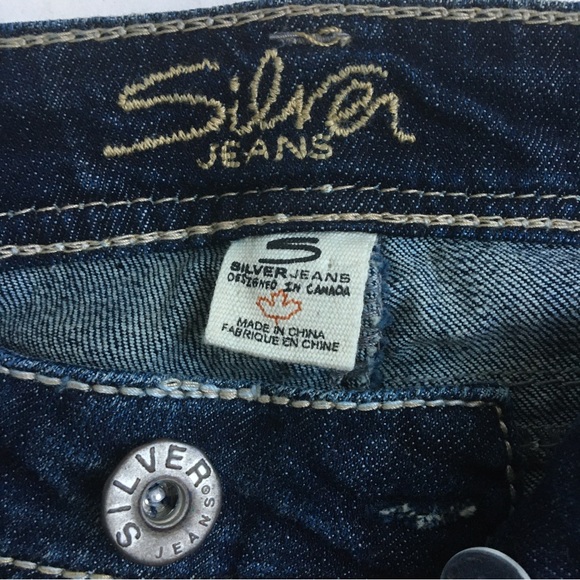 Silver
JEANS
S
SILVER JEANS
DESIGNED IN CANADA
MADE IN CHINA
FABRIQUE EN CHINE
SILVER®
JEANS